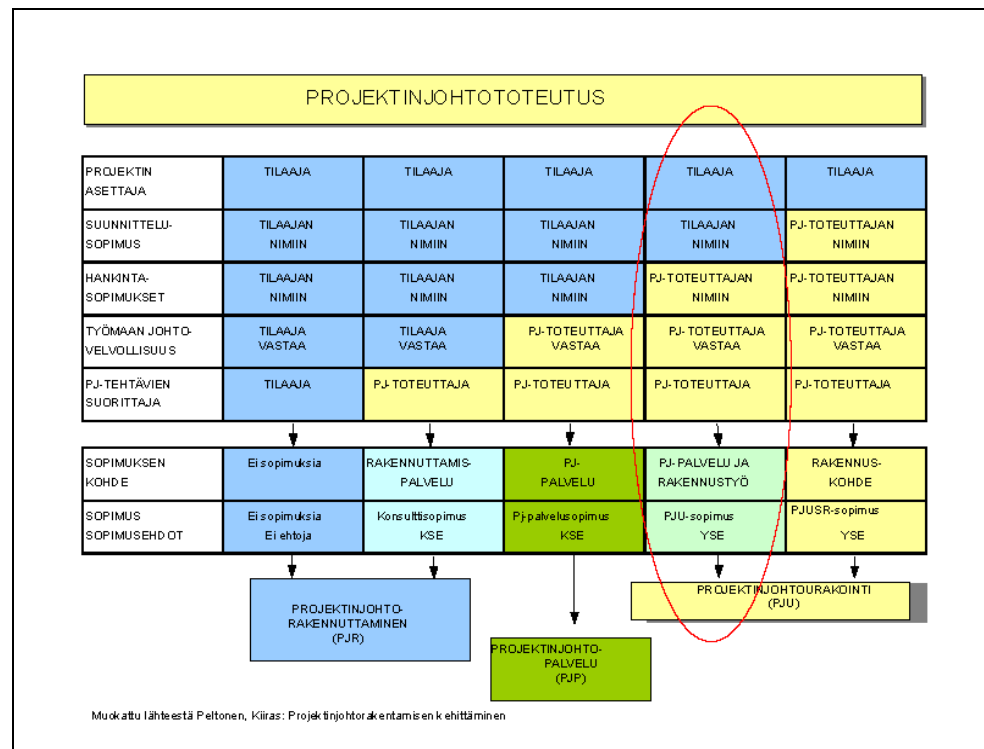 PROJEKTINJOHTOTOTEUTUS
PROJEKTIN
ASETTAJA
TILAAJA
TILAAJA
TILAAJA
TILAAJA
TILAAJA
SUUNNITTELU-
SOPIMUS
TILAAJAN
NIMIIN
TILAAJAN
NIMIIN
TILAAJAN
NIMIIN
TILAAJAN
NIMIIN
PJ-TOTEUTTAJAN
NIMIIN
HANKINTA-
SOPIMUKSET
TILAAJAN
NIMIIN
TILAAJAN
NIMIIN
TILAAJAN
NIMIIN
PJ-TOTEUTTAJAN
NIMIIN
PJ-TOTEUTTAJAN
NIMIIN
TYÖMAAN JOHTO-
VELVOLLISUUS
TILAAJA
VASTAA
TILAAJA
VASTAA
PJ-TOTEUTTAJA
VASTAA
PJ-TOTEUTTAJA
VASTAA
PJ-TOTEUTTAJA
VASTAA
PJ-TEHTÄVIEN
SUORITTAJA
TILAAJA
PJ-TOTEUTTAJA
PJ-TOTEUTTAJA
PJ-TOTEUTTAJA
PJ-TOTEUTTAJA
SOPIMUKSEN
KOHDE
Ei sopimuksia
RAKENNUTTAMIS-
PALVELU
PJ-
PALVELU
PJ-PALVELU JA
RAKENNUSTYÖ
RAKENNUS-
KOHDE
SOPIMUS
SOPIMUSEHDOT
Ei sopimuksia
Ei ehtoja
Konsulttisopimus
KSE
Pj-palvelusopimus
KSE
PJU-sopimus
YSE
PJUSR-sopimus
YSE
PROJEKTINJOHTO-
RAKENNUTTAMINEN
(PJR)
PROJEKTINJOHTO-
PALVELU
(PJP)
PROJEKTINJOHTOURAKOINTI
(PJU)
Muokattu lähteestä Peltonen, Kiiras: Projektinjohtorakentamisen kehittäminen